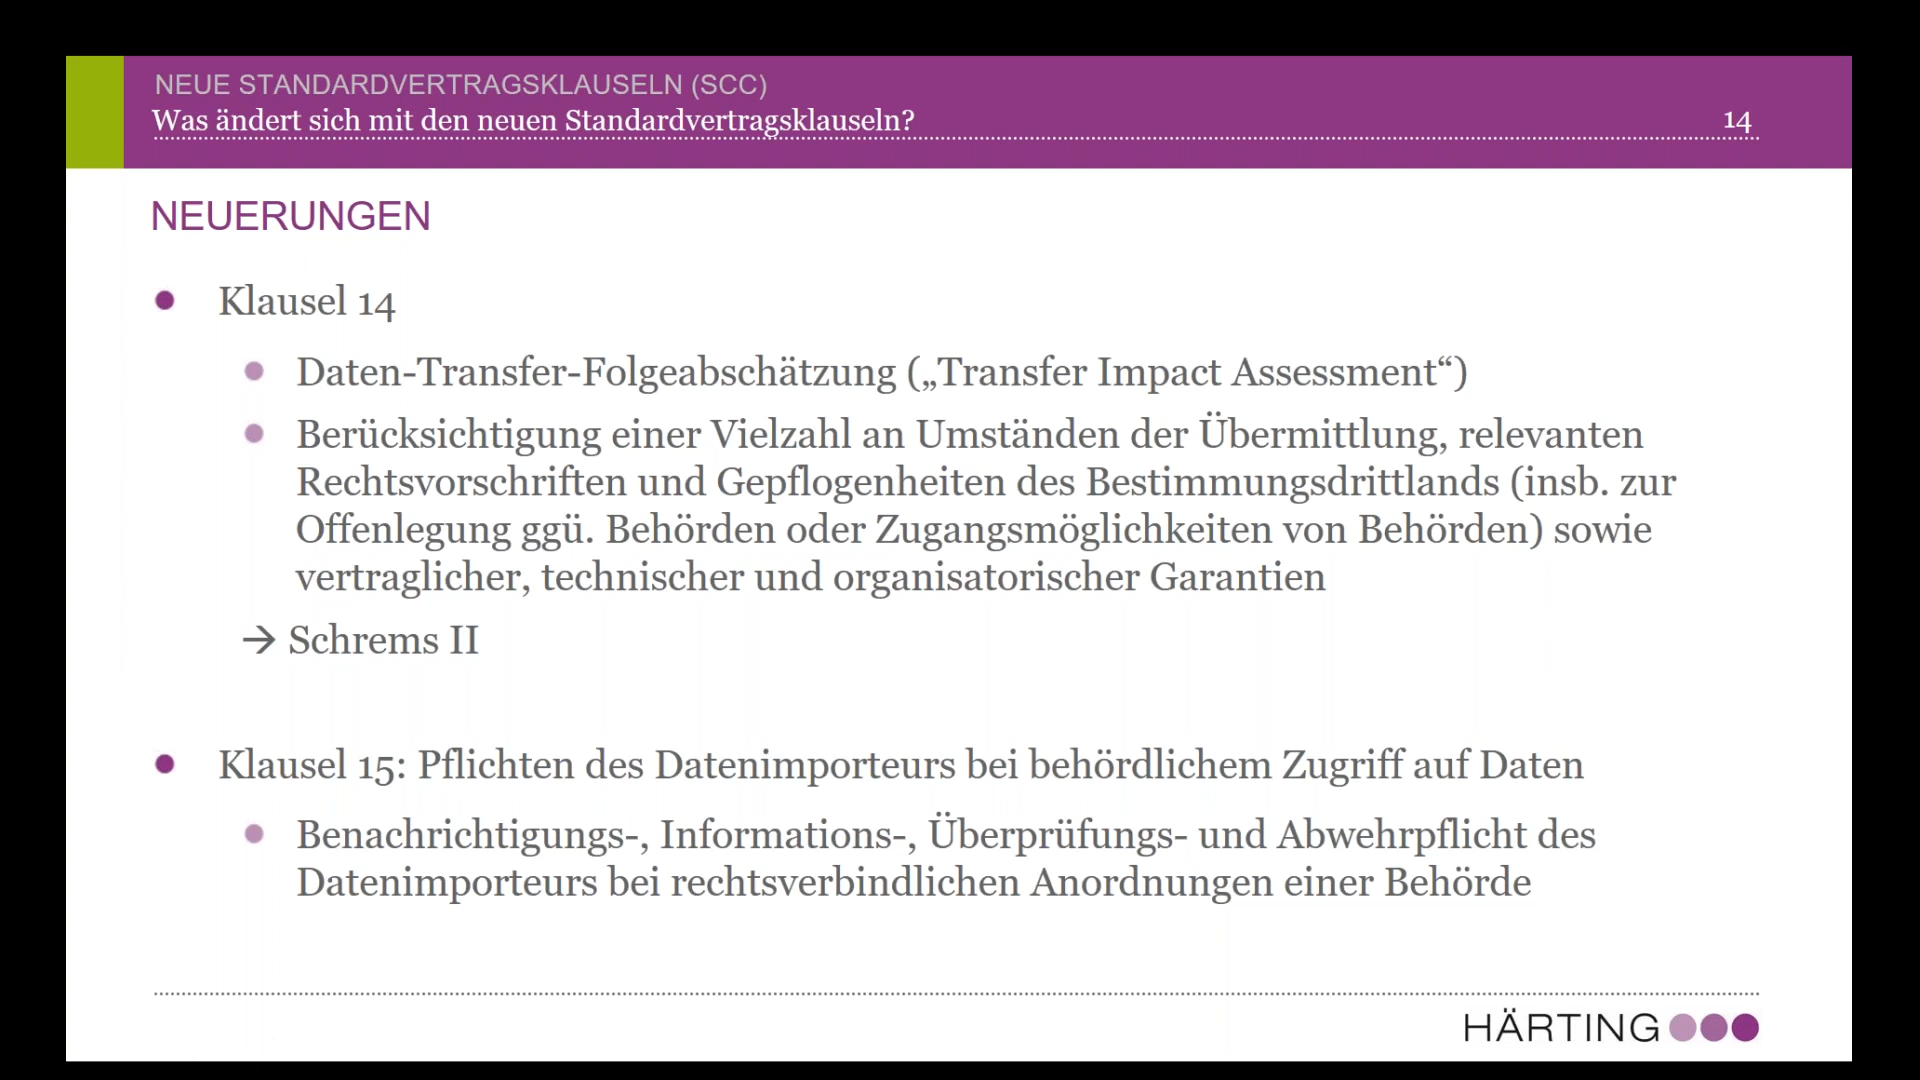 NEUE STANDARDVERTRAGSKLAUSELN (SCC)
Was ändert sich mit den neuen Standardvertragsklauseln?
14
NEUERUNGEN
• Klausel 14
• Daten-Transfer-Folgeabschätzung („Transfer Impact Assessment“)
• Berücksichtigung einer Vielzahl an Umständen der Übermittlung, relevanten
Rechtsvorschriften und Gepflogenheiten des Bestimmungsdrittlands (insb. zur
Offenlegung ggü. Behörden oder Zugangsmöglichkeiten von Behörden) sowie
vertraglicher, technischer und organisatorischer Garantien
→ Schrems II
• Klausel 15: Pflichten des Datenimporteurs bei behördlichem Zugriff auf Daten
• Benachrichtigungs-, Informations-, Überprüfungs- und Abwehrpflicht des
Datenimporteurs bei rechtsverbindlichen Anordnungen einer Behörde
HÄRTING